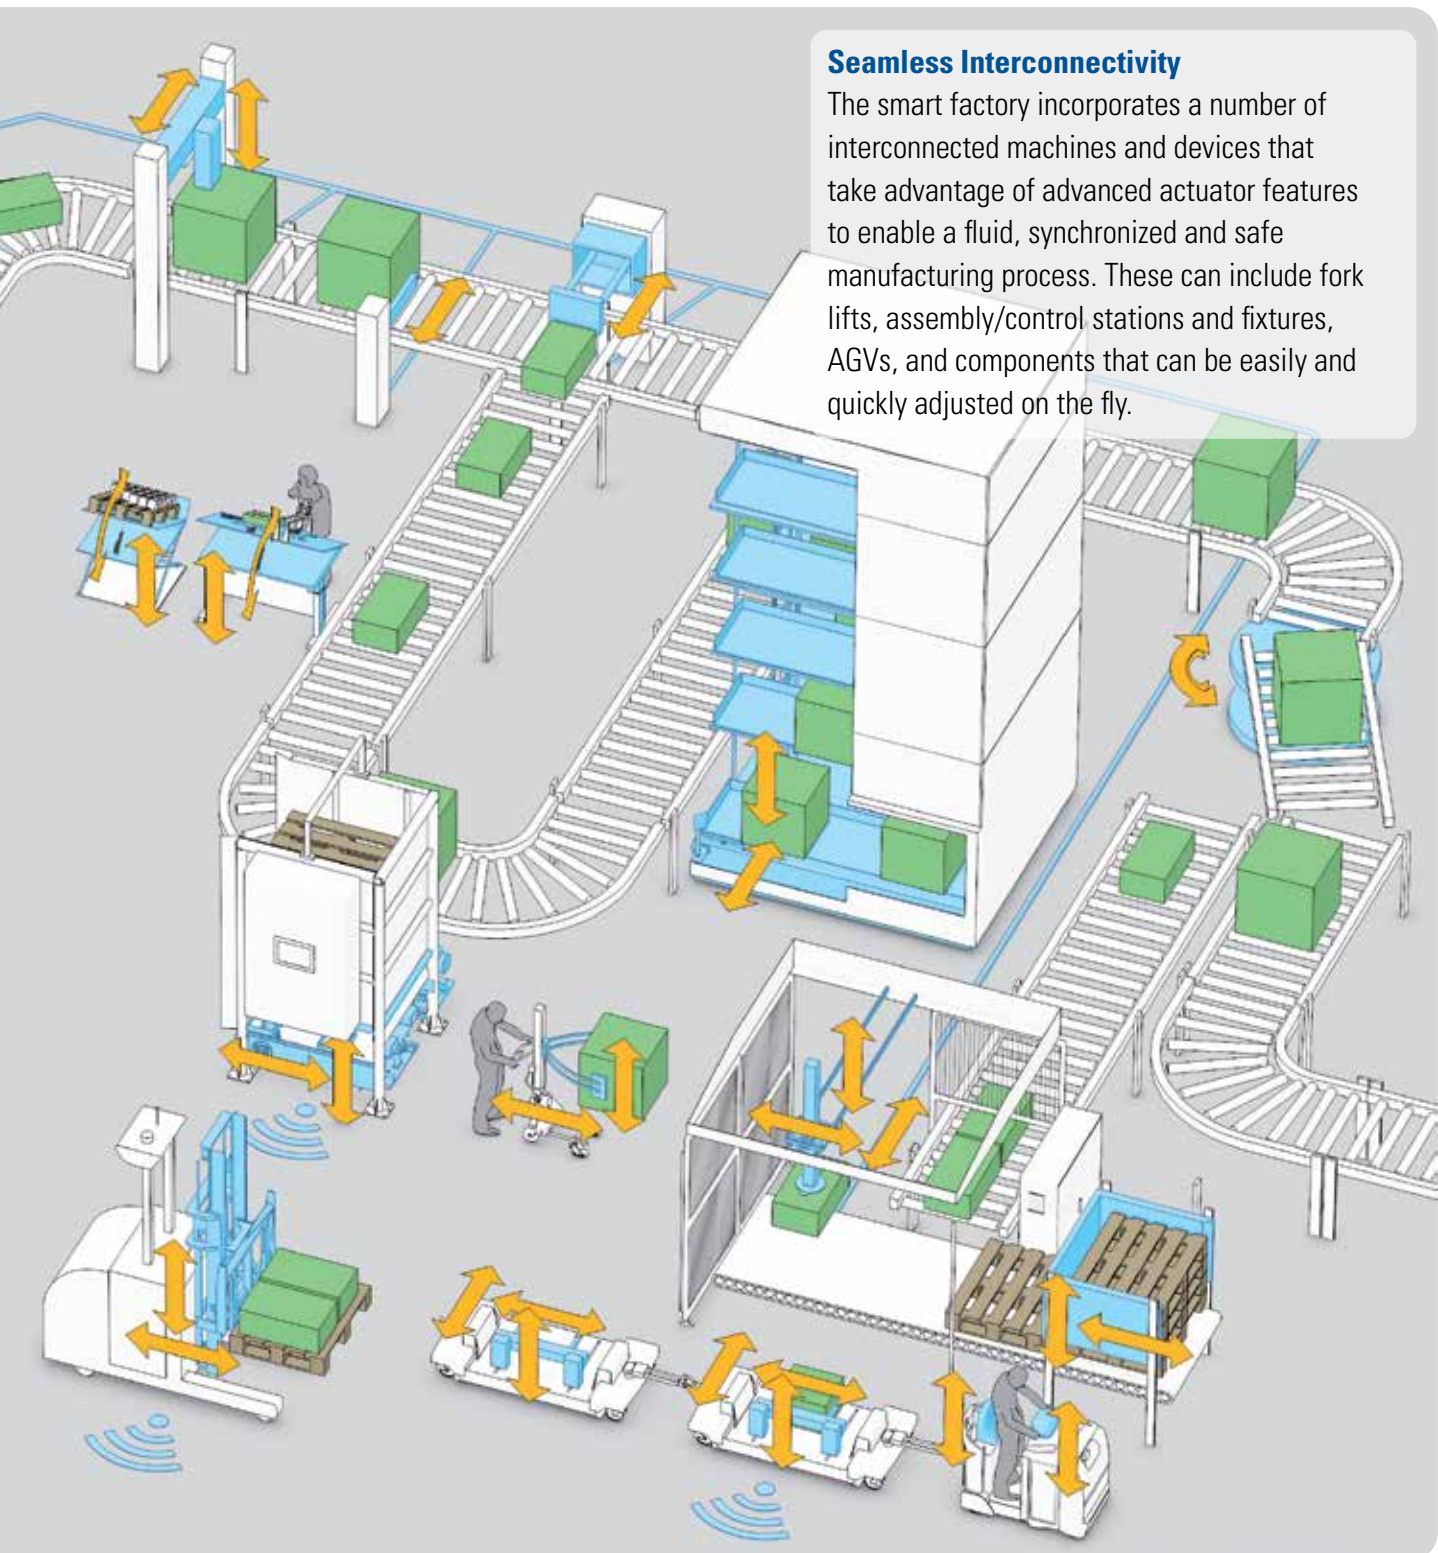 Seamless Interconnectivity
The smart factory incorporates a number of
interconnected machines and devices that
take advantage of advanced actuator features
to enable a fluid, synchronized and safe
manufacturing process. These can include fork
lifts, assembly/control stations and fixtures,
AGVs, and components that can be easily and
quickly adjusted on the fly.